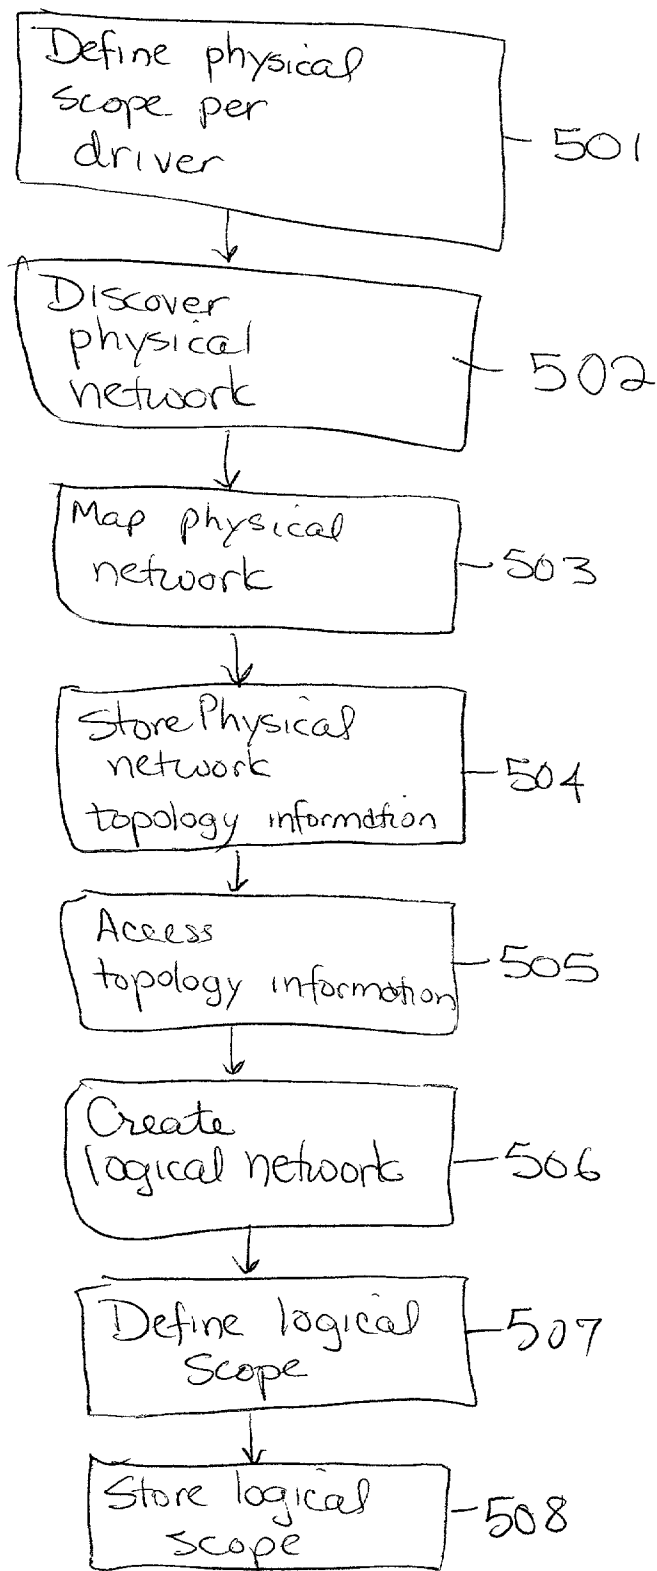 Define physical
scope per
driver
501
Discover
physical
network
502
Map physical
network
503
Store Physical
network
topology information
504
Access
topology information
505
Create
logical network
506
Define logical
Scope
507
Store logical
scope
508